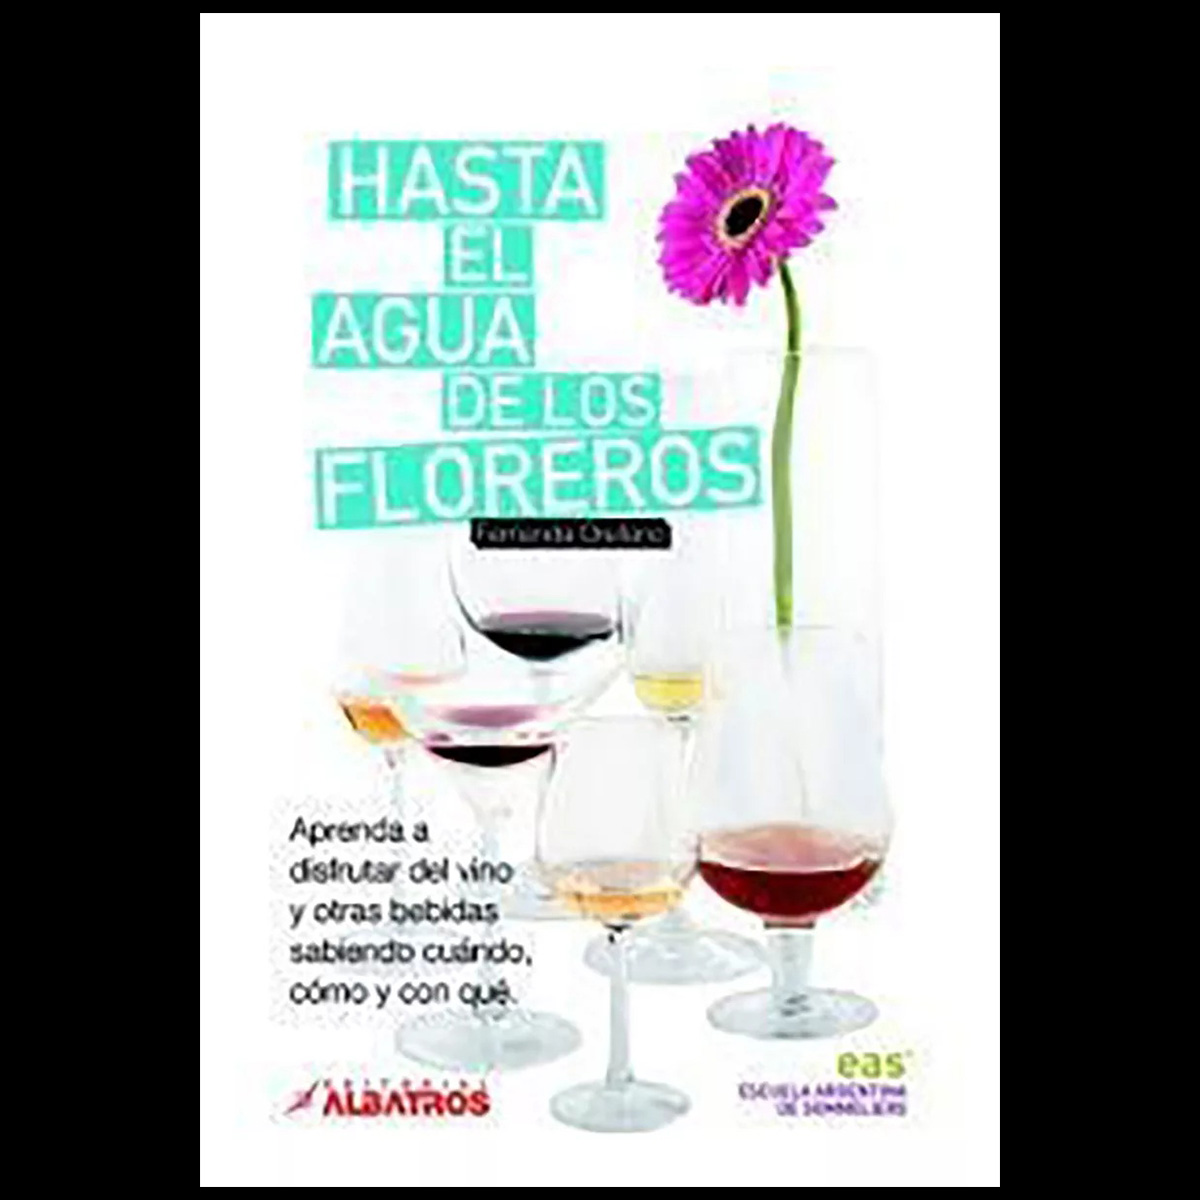 HASTA
EL
AGUA
DE LOS
FLOREROS
Fernanda Orellano
Aprenda a
disfrutar del vino
y otras bebidas
sabiendo cuándo,
cómo y con qué.
EDITORIAL
ALBATROS
eas
ESCUELA ARGENTINA
DE SOMMELIERS